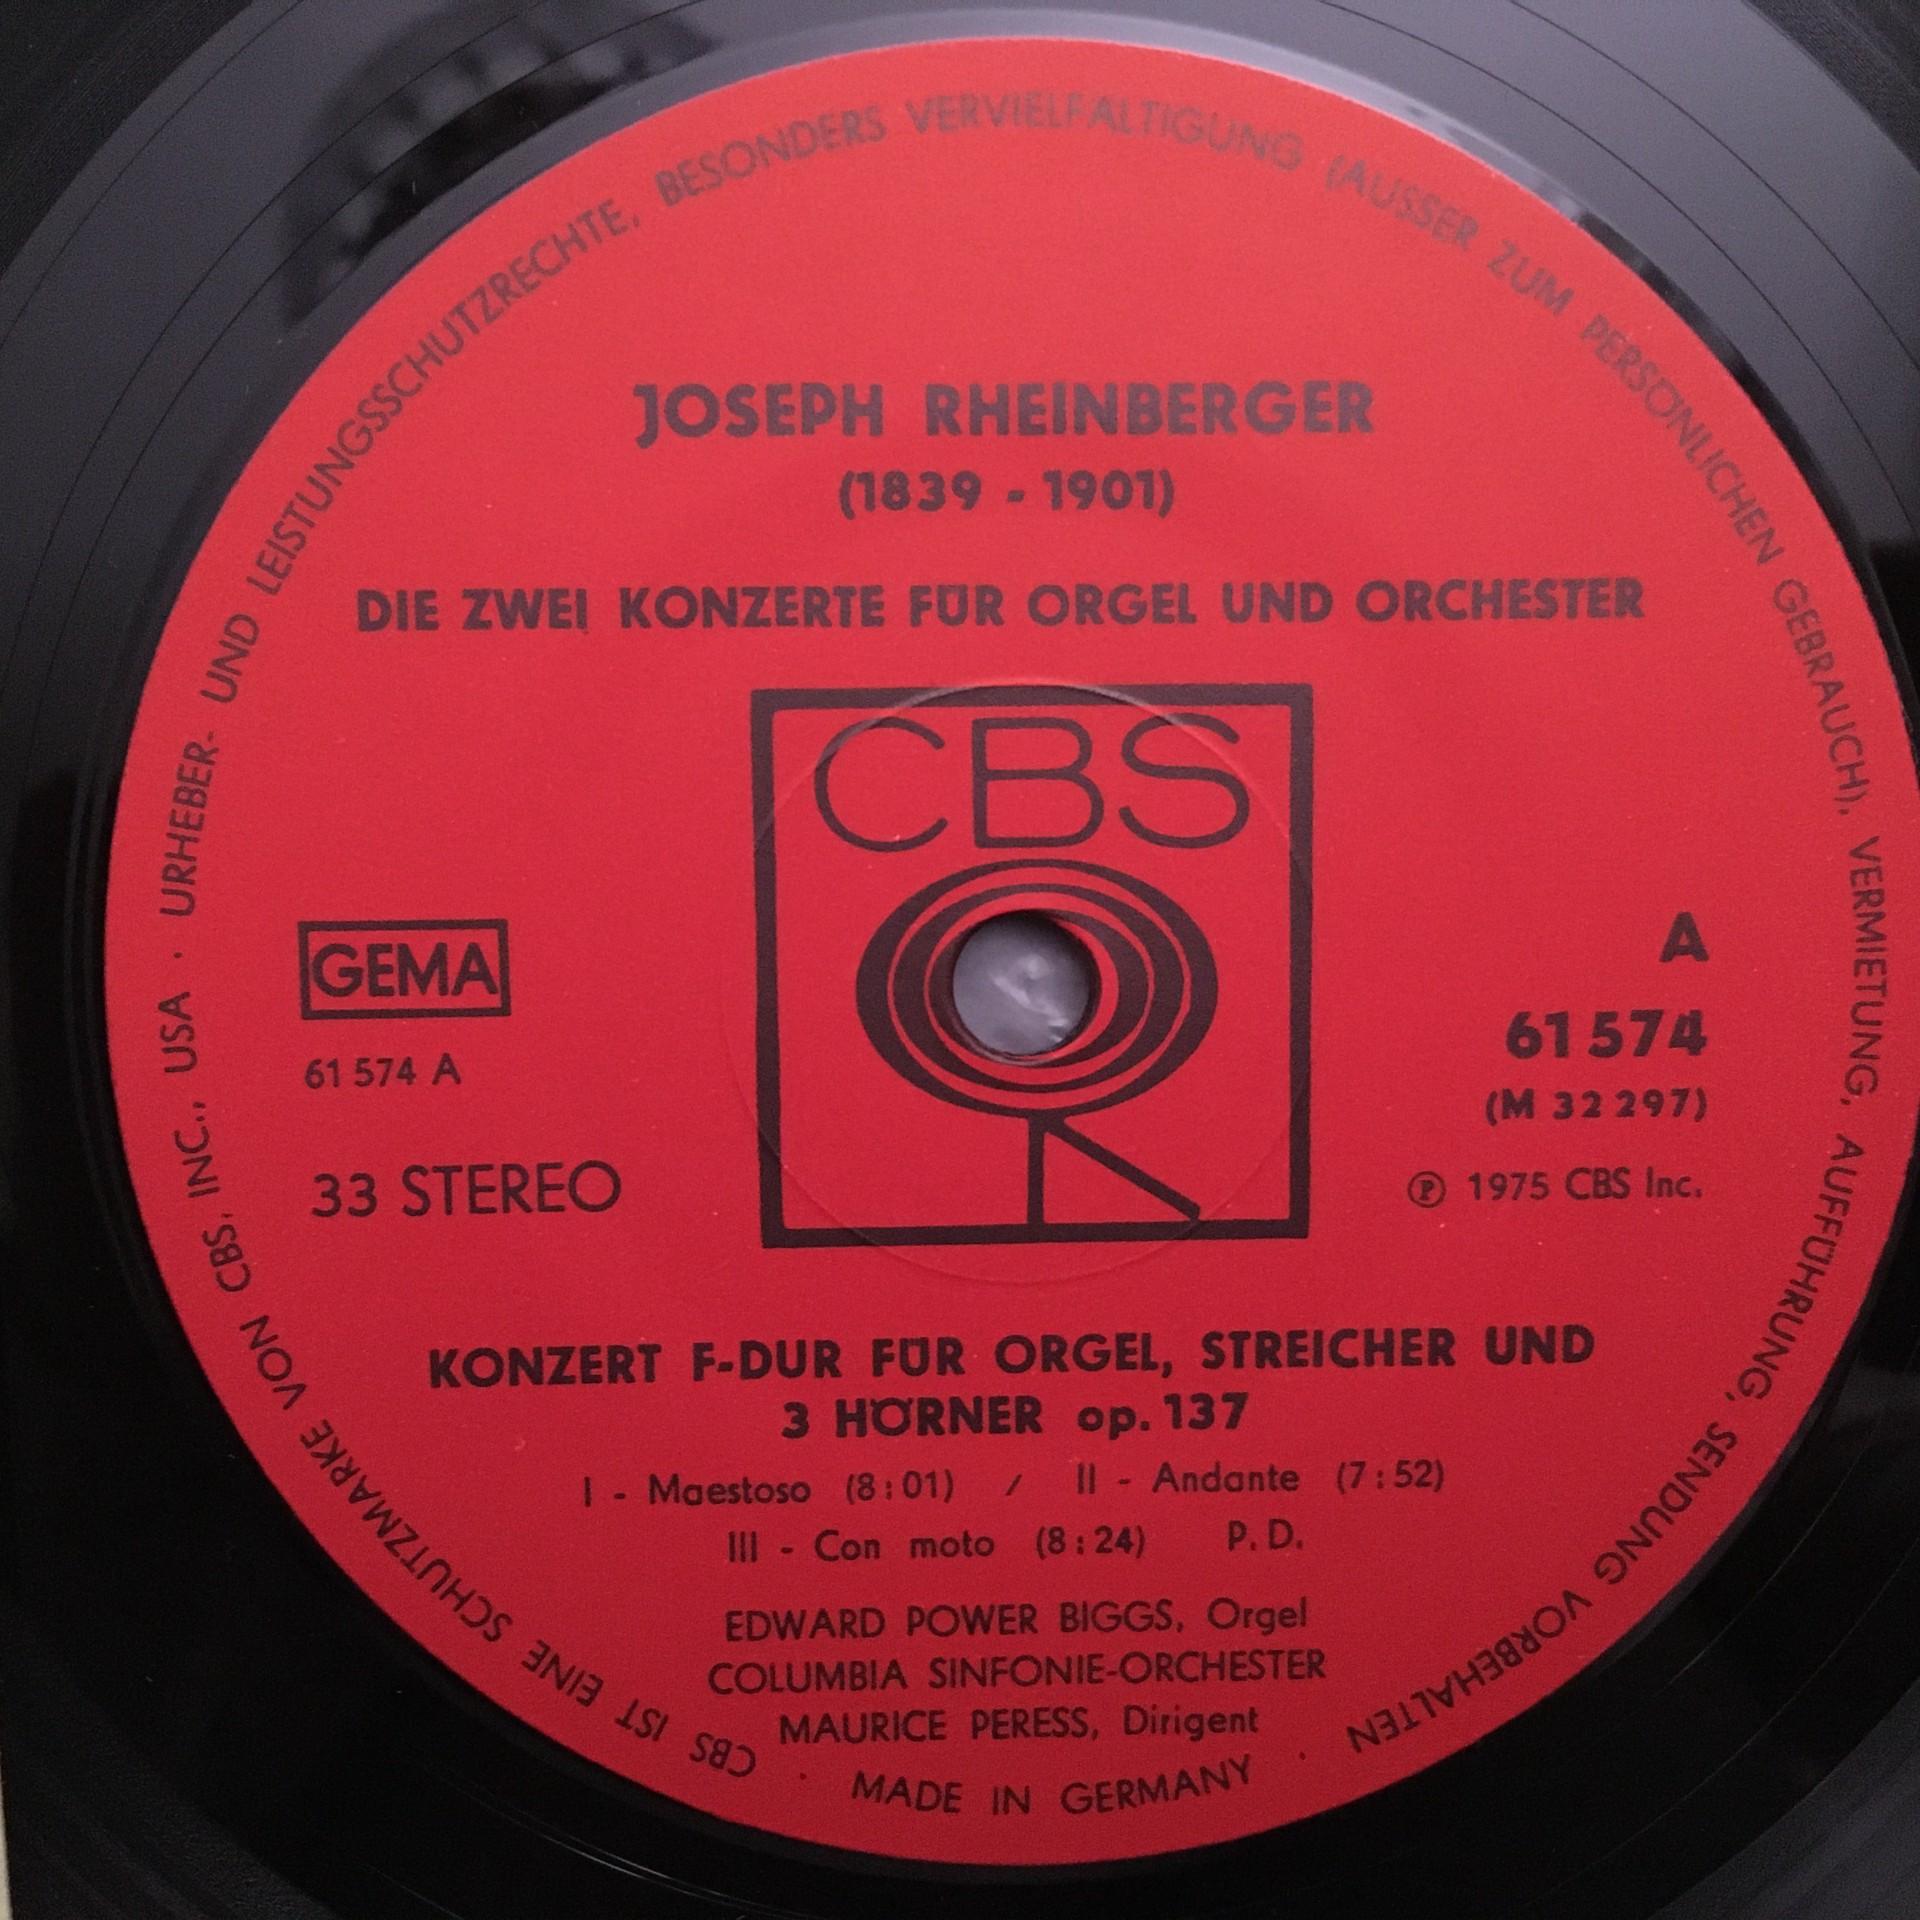 JOSEPH RHEINBERGER
(1839 - 1901)
DIE ZWEI KONZERTE FÜR ORGEL UND ORCHESTER
CBS
GEMA
61 574 A
33 STEREO
A
61 574
(M 32 297)
℗ 1975 CBS Inc.
KONZERT F-DUR FÜR ORGEL, STREICHER UND
3 HÖRNER op. 137
I - Maestoso (8:01) / II - Andante (7:52)
III - Con moto (8:24) P.D.
EDWARD POWER BIGGS, Orgel
COLUMBIA SINFONIE-ORCHESTER
MAURICE PERESS, Dirigent
CBS IST EINE SCHUTZMARKE VON CBS, INC., USA · URHEBER- UND LEISTUNGSSCHUTZRECHTE, BESONDERS VERVIELFÄLTIGUNG (AUSSER ZUM PERSÖNLICHEN GEBRAUCH), VERMIETUNG, AUFFÜHRUNG, SENDUNG VORBEHALTEN · MADE IN GERMANY ·